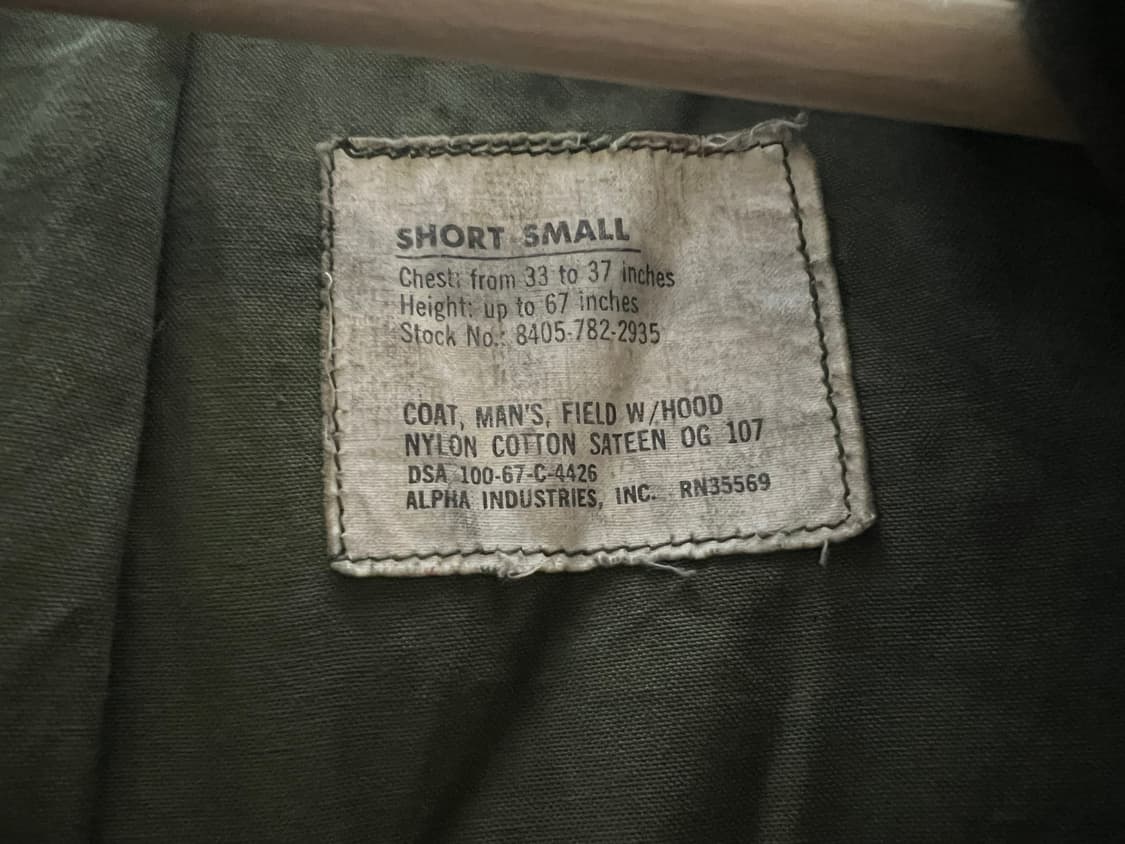 SHORT SMALL
Chest: from 33 to 37 inches
Height: up to 67 inches
Stock No.: 8405-782-2935
COAT, MAN'S, FIELD W/HOOD
NYLON COTTON SATEEN OG 107
DSA 100-67-C-4426
ALPHA INDUSTRIES, INC. RN35569